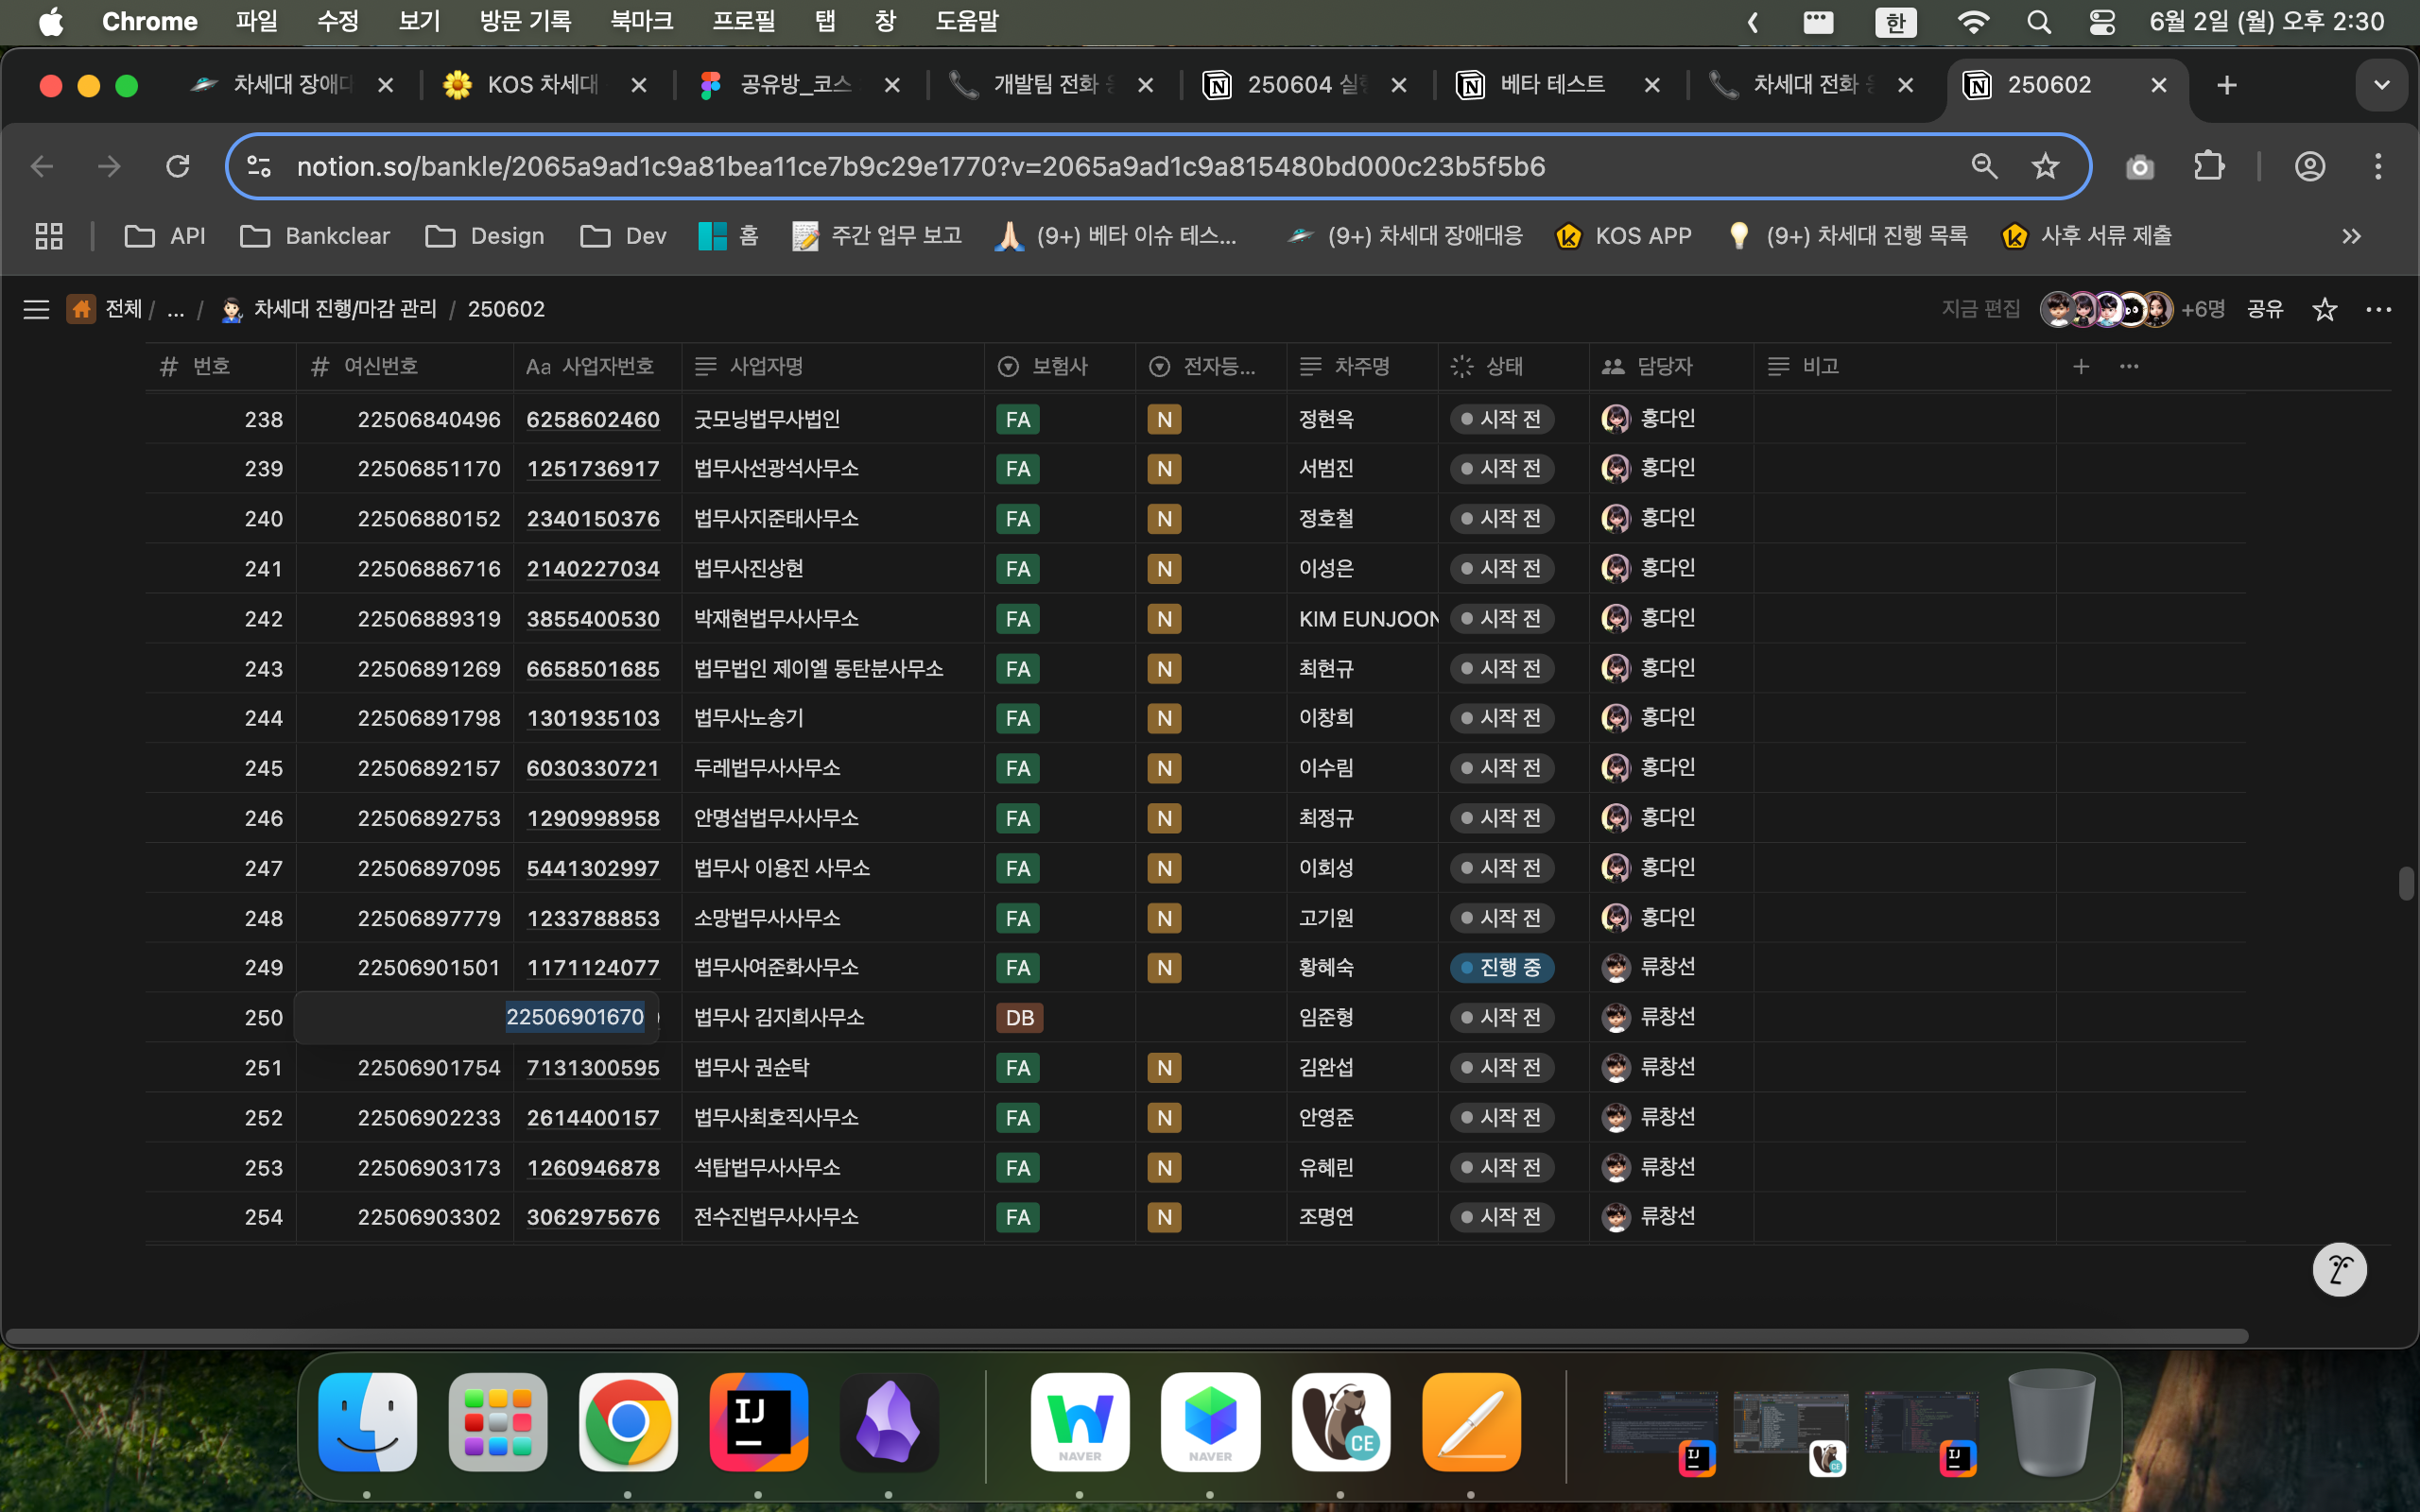 Chrome 파일 수정 보기 방문 기록 북마크 프로필 탭 창 도움말 한 6월 2일 (월) 오후 2:30
차세대 장애대 KOS 차세대 공유방_코스 개발팀 전화 250604 실 베타 테스트 차세대 전화 250602
notion.so/bankle/2065a9ad1c9a81bea11ce7b9c29e1770?v=2065a9ad1c9a815480bd000c23b5f5b6
API Bankclear Design Dev 홈 주간 업무 보고 (9+) 베타 이슈 테스... (9+) 차세대 장애대응 KOS APP (9+) 차세대 진행 목록 사후 서류 제출
전체 / ... / 차세대 진행/마감 관리 / 250602 지금 편집 +6명 공유
# 번호 # 여신번호 Aa 사업자번호 사업자명 보험사 전자등... 차주명 상태 담당자 비고
238 22506840496 6258602460 굿모닝법무사법인 FA N 정현옥 시작 전 홍다인
239 22506851170 1251736917 법무사선광석사무소 FA N 서범진 시작 전 홍다인
240 22506880152 2340150376 법무사지준태사무소 FA N 정호철 시작 전 홍다인
241 22506886716 2140227034 법무사진상현 FA N 이성은 시작 전 홍다인
242 22506889319 3855400530 박재현법무사사무소 FA N KIM EUNJOON 시작 전 홍다인
243 22506891269 6658501685 법무법인 제이엘 동탄분사무소 FA N 최현규 시작 전 홍다인
244 22506891798 1301935103 법무사노송기 FA N 이창희 시작 전 홍다인
245 22506892157 6030330721 두레법무사사무소 FA N 이수림 시작 전 홍다인
246 22506892753 1290998958 안명섭법무사사무소 FA N 최정규 시작 전 홍다인
247 22506897095 5441302997 법무사 이용진 사무소 FA N 이회성 시작 전 홍다인
248 22506897779 1233788853 소망법무사사무소 FA N 고기원 시작 전 홍다인
249 22506901501 1171124077 법무사여준화사무소 FA N 황혜숙 진행 중 류창선
250 22506901670 법무사 김지희사무소 DB 임준형 시작 전 류창선
251 22506901754 7131300595 법무사 권순탁 FA N 김완섭 시작 전 류창선
252 22506902233 2614400157 법무사최호직사무소 FA N 안영준 시작 전 류창선
253 22506903173 1260946878 석탑법무사사무소 FA N 유혜린 시작 전 류창선
254 22506903302 3062975676 전수진법무사사무소 FA N 조명연 시작 전 류창선
IJ NAVER NAVER CE IJ CE IJ